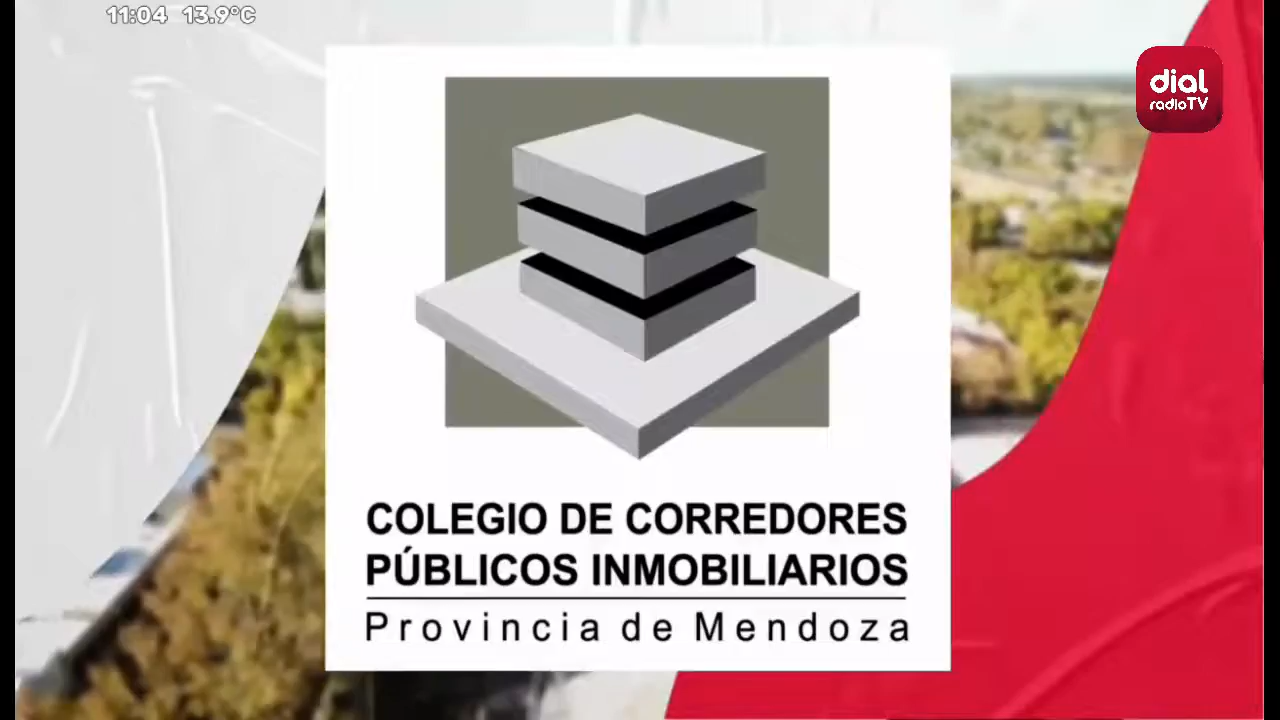 11:04 13.9°C
dial
radioTV
COLEGIO DE CORREDORES
PÚBLICOS INMOBILIARIOS
Provincia de Mendoza